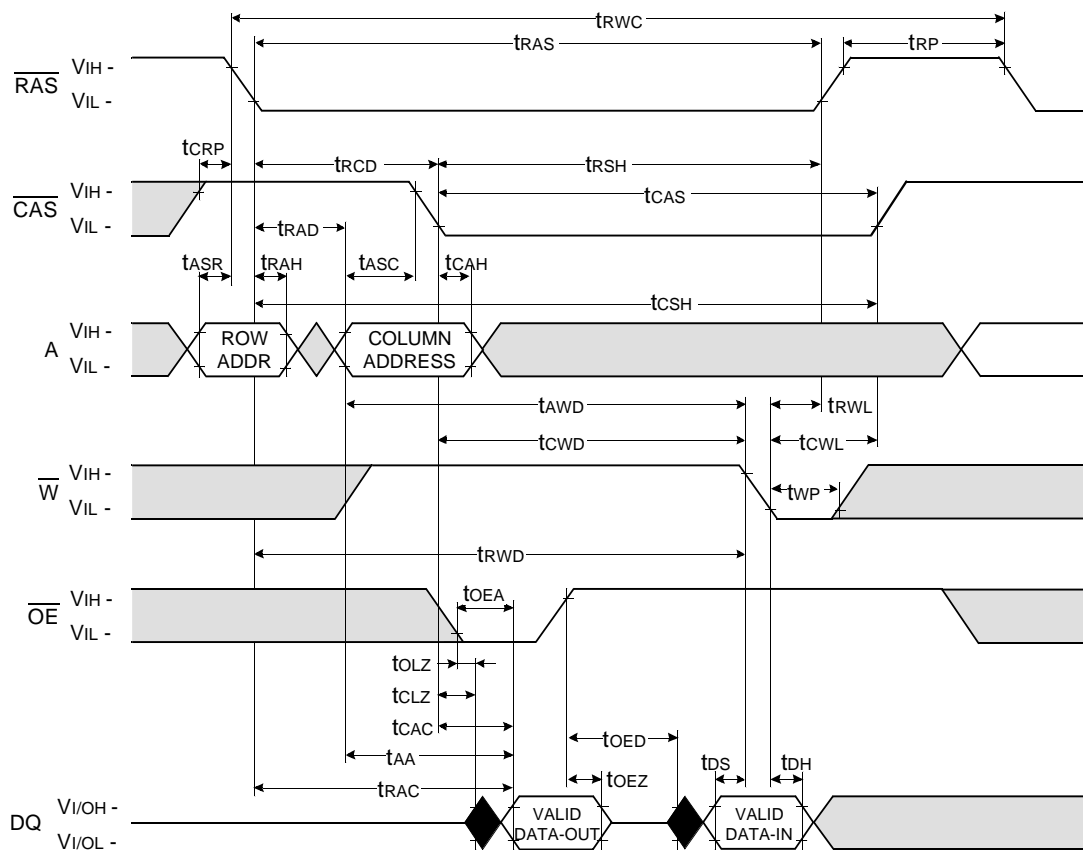 tRWC
tRAS
tRP
RAS
VIH -
VIL -
tCRP
tRCD
tRSH
CAS
VIH -
VIL -
tCAS
tRAD
tASR
tRAH
tASC
tCAH
tCSH
A
VIH -
VIL -
ROW
ADDR
COLUMN
ADDRESS
tAWD
tRWL
tCWD
tCWL
W
VIH -
VIL -
tWP
tRWD
OE
VIH -
VIL -
tOEA
tOLZ
tCLZ
tCAC
tOED
tAA
tOEZ
tDS
tDH
tRAC
DQ
VI/OH -
VI/OL -
VALID
DATA-OUT
VALID
DATA-IN